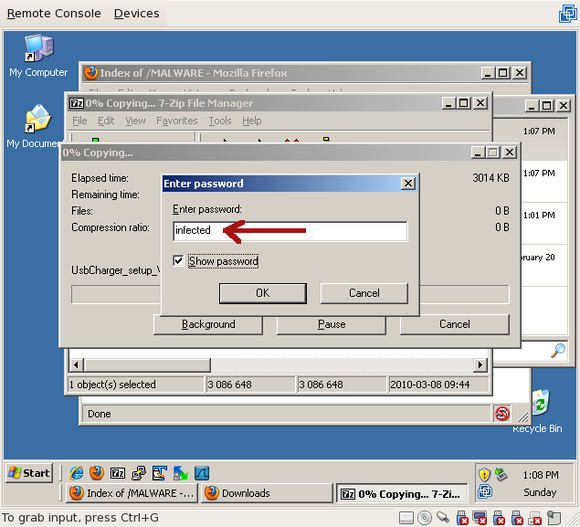 Remote Console Devices
My Computer
My Docum
Index of /MALWARE - Mozilla Firefox
0% Copying... 7-Zip File Manager
File Edit View Favorites Tools Help
0% Copying...
Elapsed time: 3014 KB
Remaining time:
Files: 0 B
Compression ratio: 0 B
UsbCharger_setup_V
Enter password
Enter password:
infected
Show password
OK Cancel
Background Pause Cancel
1:07 PM
1:07 PM
1:01 PM
bruary 20
1 object(s) selected 3 086 648 3 086 648 2010-03-08 09:44
Done
Recycle Bin
Start
1:08 PM
Sunday
Index of /MALWARE -... Downloads 0% Copying... 7-Zi...
To grab input, press Ctrl+G